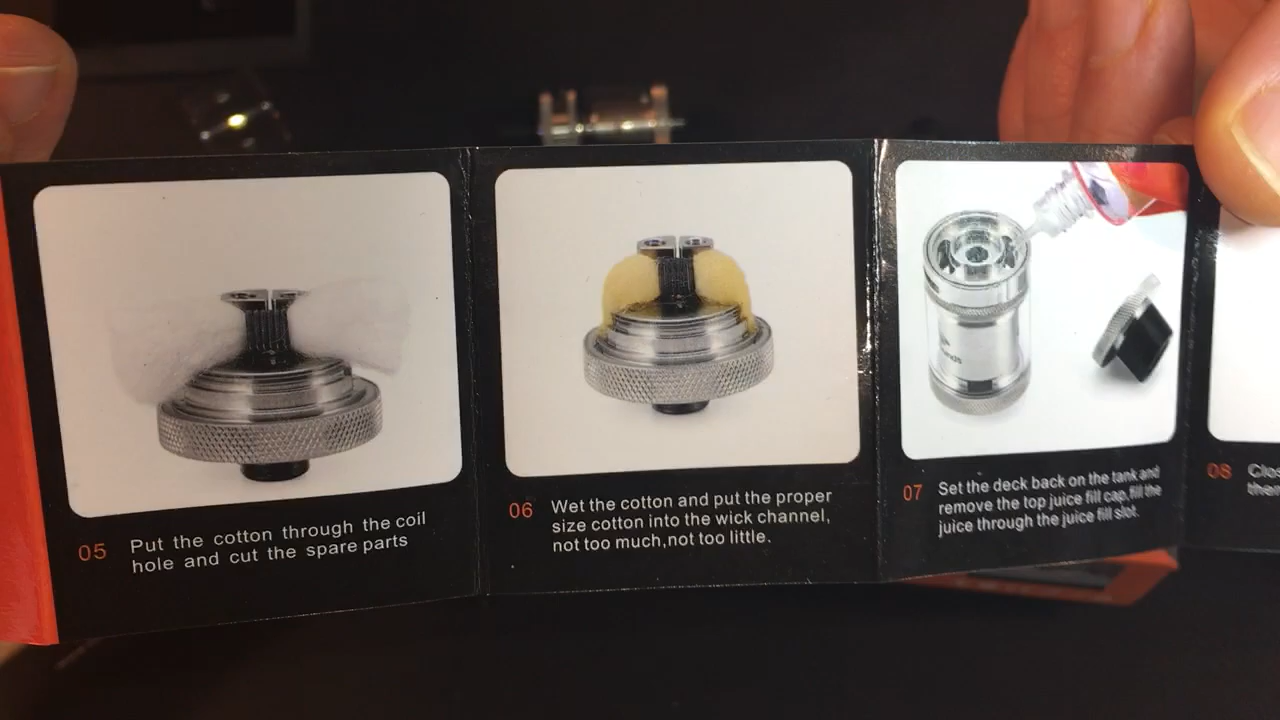 05 Put the cotton through the coil
hole and cut the spare parts
06 Wet the cotton and put the proper
size cotton into the wick channel,
not too much,not too little.
07 Set the deck back on the tank and
remove the top juice fill cap,fill the
juice through the juice fill slot.
08